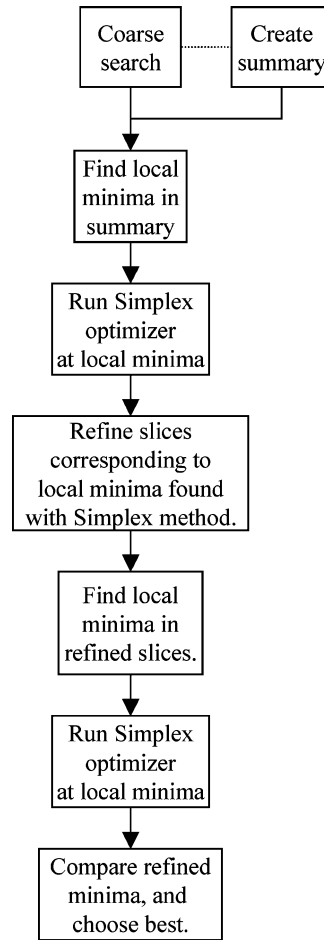 Coarse
search
Create
summary
Find local
minima in
summary
Run Simplex
optimizer
at local minima
Refine slices
corresponding to
local minima found
with Simplex method.
Find local
minima in
refined slices.
Run Simplex
optimizer
at local minima
Compare refined
minima, and
choose best.